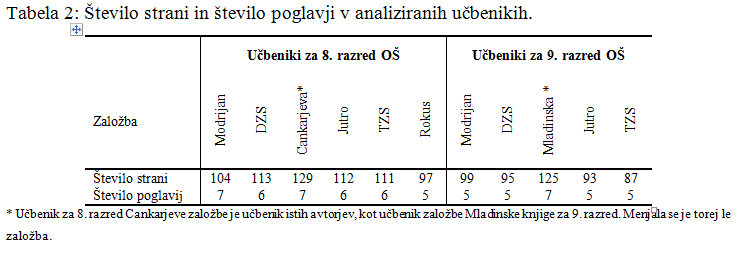 Tabela 2: Število strani in število poglavji v analiziranih učbenikih.
Učbeniki za 8. razred OŠ Učbeniki za 9. razred OŠ
Založba Modrijan DZS Cankarjeva* Jutro TZS Rokus Modrijan DZS Mladinska * Jutro TZS
Število strani 104 113 129 112 111 97 99 95 125 93 87
Število poglavij 7 6 7 6 6 5 5 5 7 5 5
* Učbenik za 8. razred Cankarjeve založbe je učbenik istih avtorjev, kot učbenik založbe Mladinske knjige za 9. razred. Menjala se je torej le
založba.